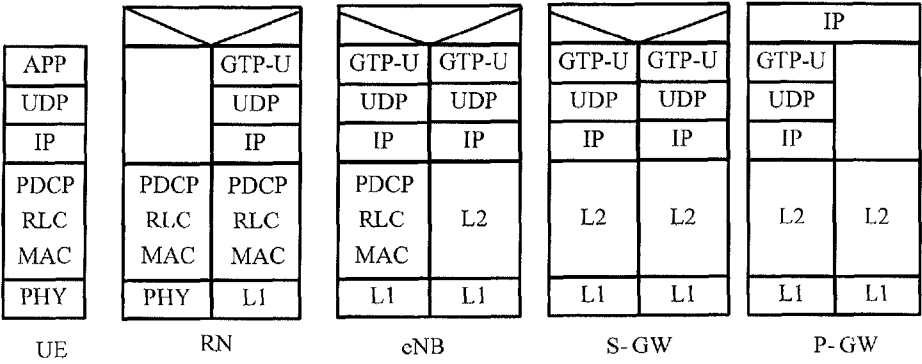 IP
APP GTP-U GTP-U GTP-U GTP-U GTP-U GTP-U
UDP UDP UDP UDP UDP UDP UDP
IP IP IP IP IP IP IP
PDCP PDCP PDCP PDCP
RLC RLC RLC RLC L2 L2 L2 L2 L2
MAC MAC MAC MAC
PHY PHY L1 L1 L1 L1 L1 L1 L1
UE RN eNB S-GW P-GW